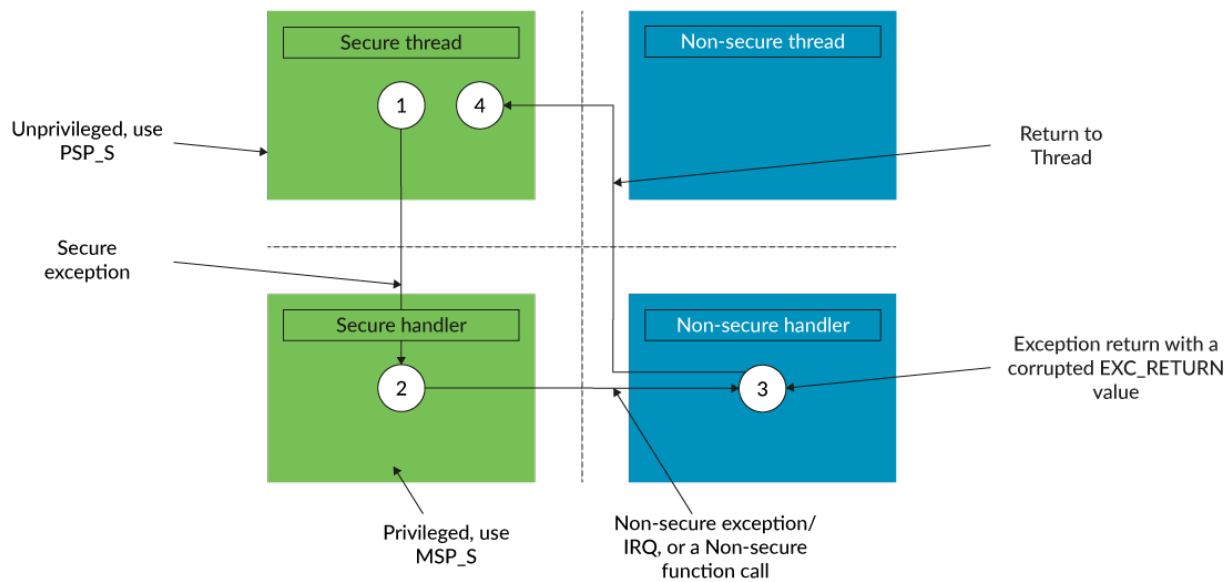 Secure thread
Non-secure thread
1
4
Unprivileged, use
PSP_S
Return to
Thread
Secure
exception
Secure handler
Non-secure handler
2
3
Exception return with a
corrupted EXC_RETURN
value
Privileged, use
MSP_S
Non-secure exception/
IRQ, or a Non-secure
function call